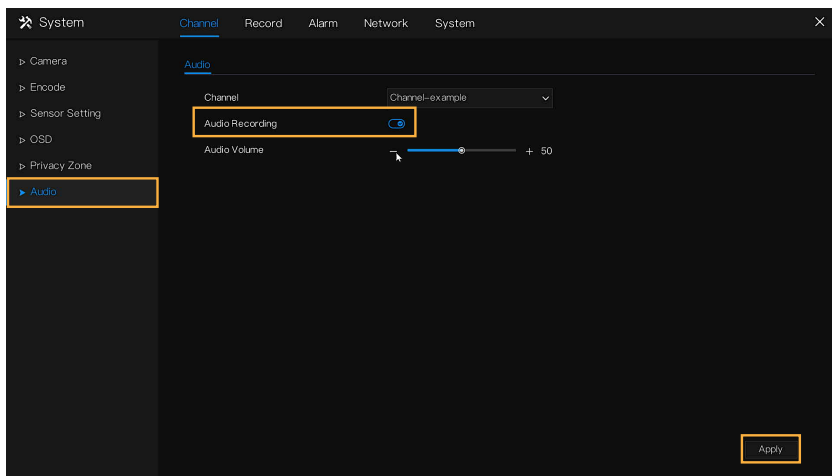 System
Channel Record Alarm Network System
Camera
Encode
Sensor Setting
OSD
Privacy Zone
Audio
Audio
Channel Channel-example
Audio Recording
Audio Volume - + 50
Apply